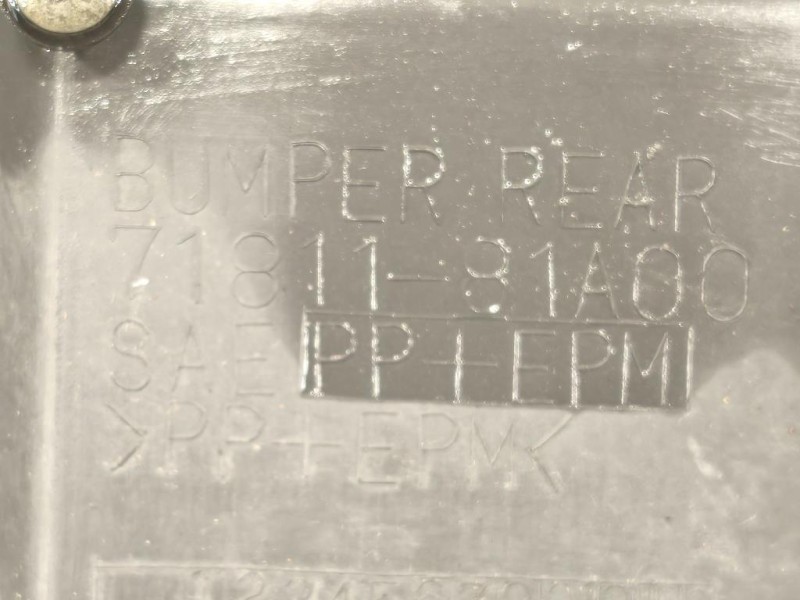 BUMPER REAR
71811-81A00
SAE PP+EPM
>PP+EPM<